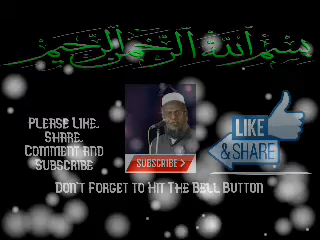 بسم الله الرحمن الرحيم
Please Like,
Share,
Comment and
Subscribe
SUBSCRIBE >
LIKE
& SHARE
Don't Forget to Hit The Bell Button